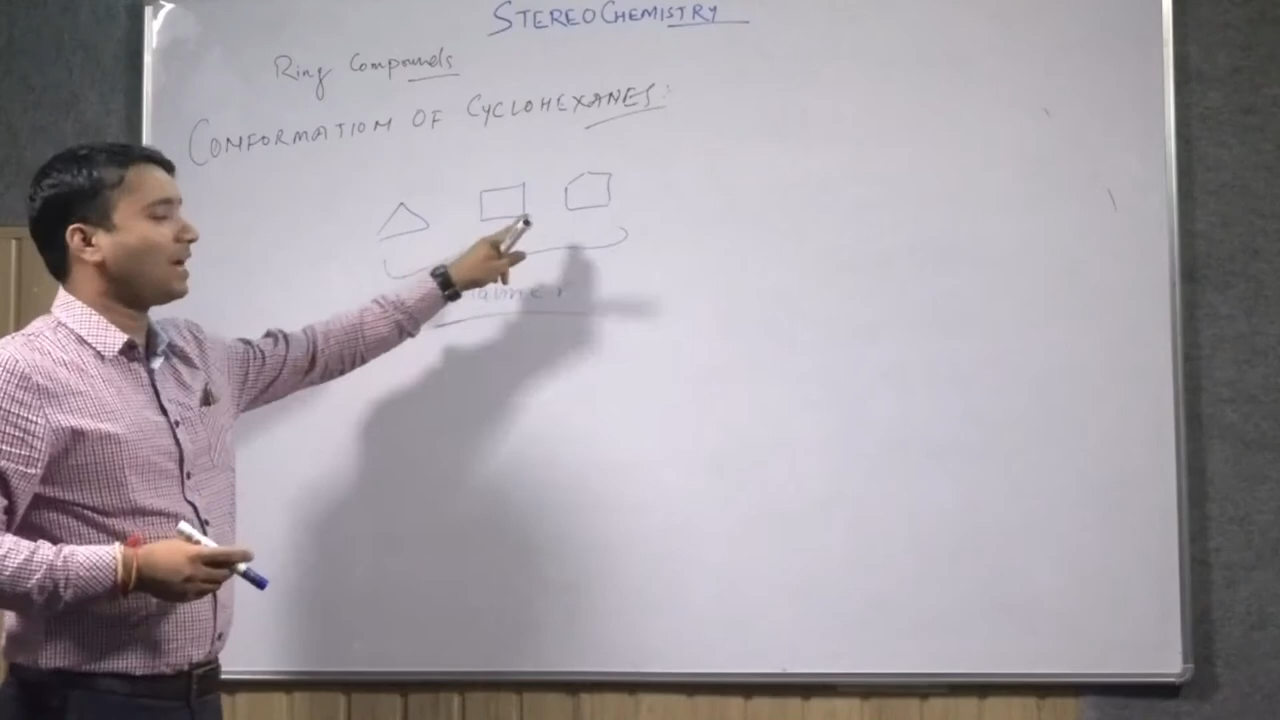 STEREOCHEMISTRY
Ring Compounds
CONFORMATION OF CYCLOHEXANES: